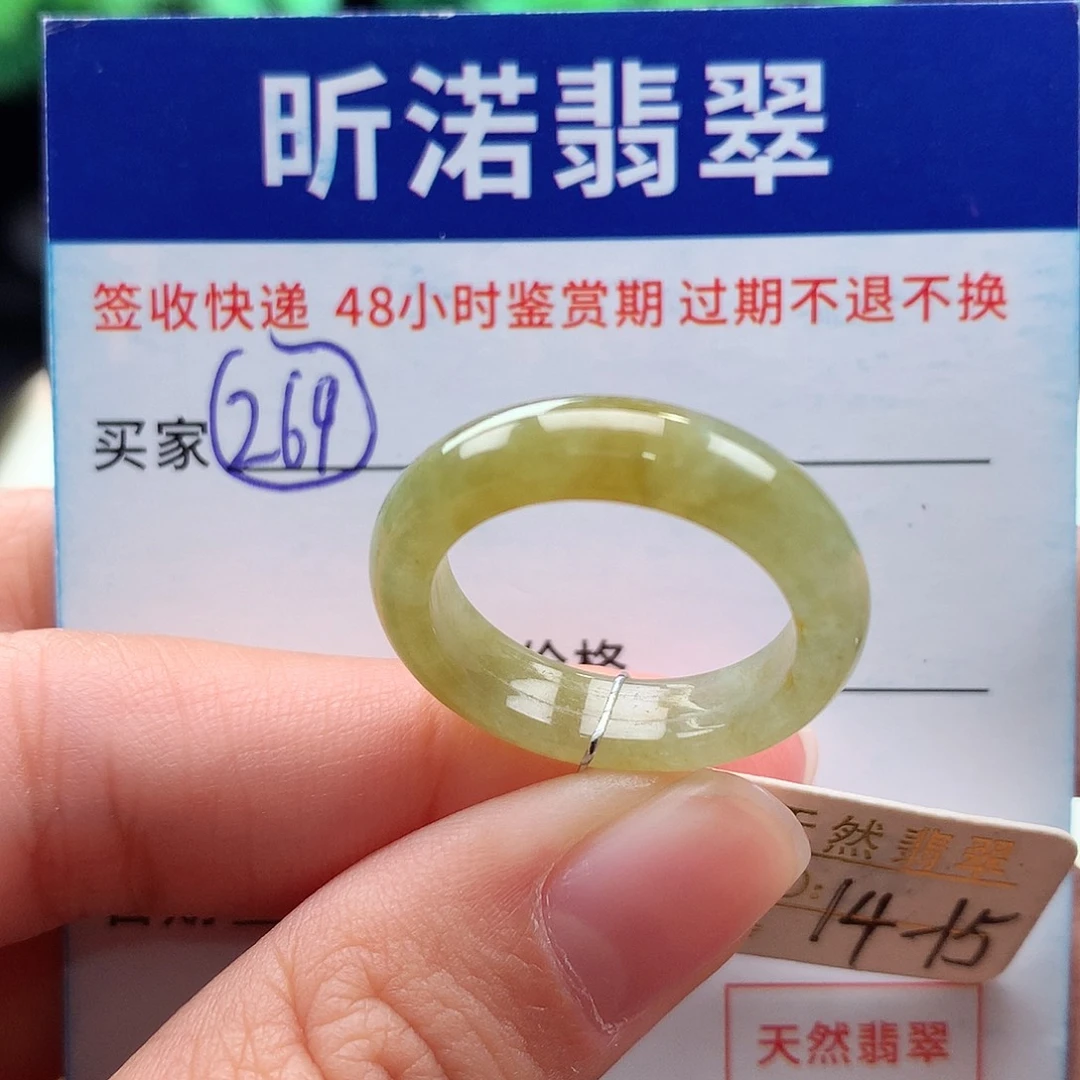 昕渃翡翠
签收快递 48小时鉴赏期 过期不退不换
买家 269
价格
天然翡翠
14-15
天然翡翠